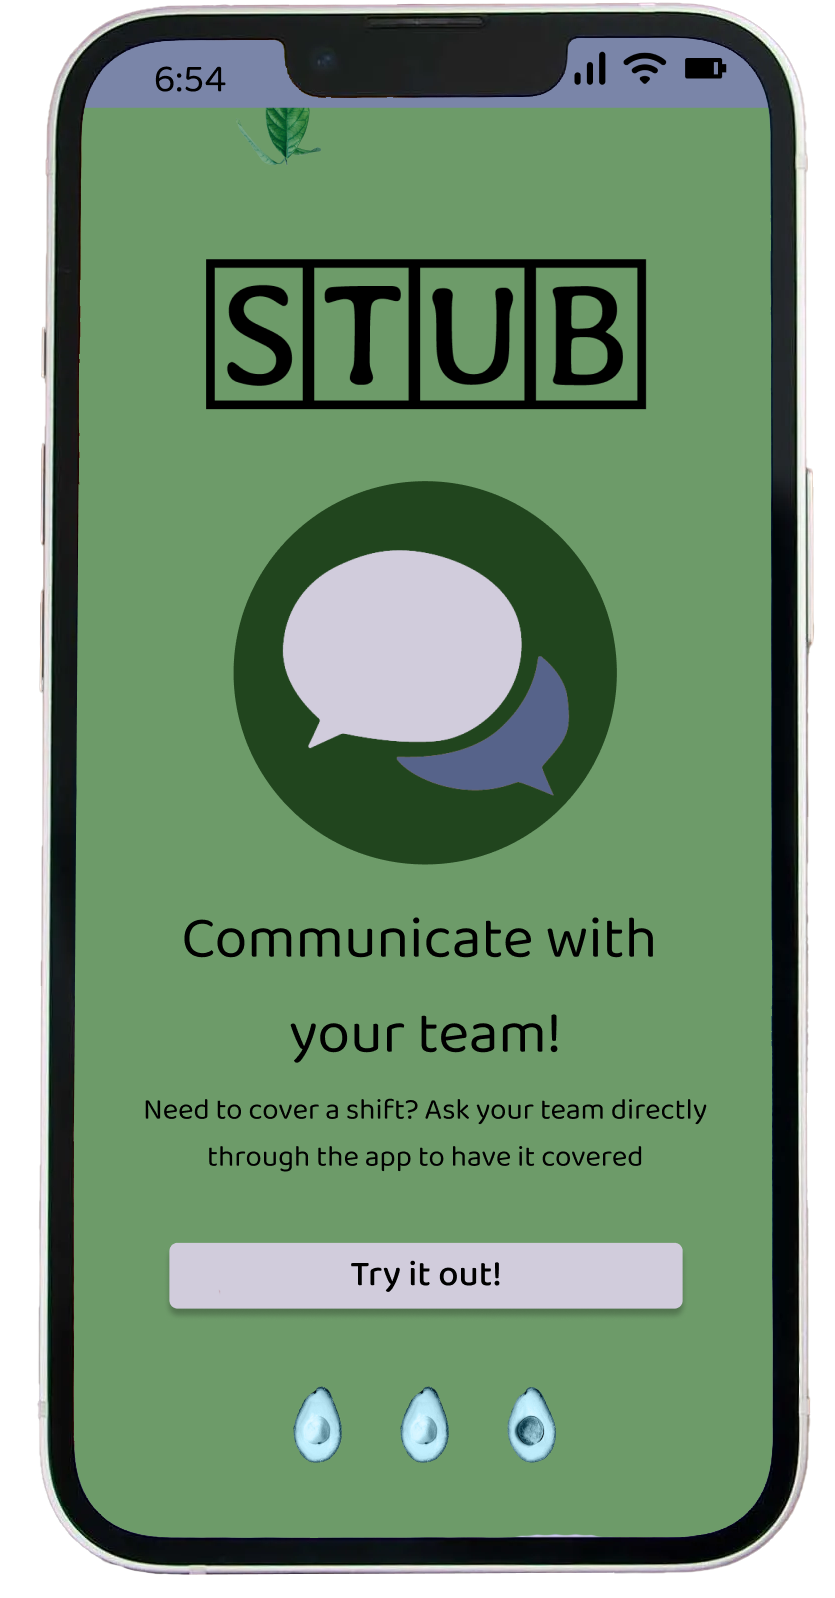 6:54
STUB
Communicate with
your team!
Need to cover a shift? Ask your team directly
through the app to have it covered
Try it out!